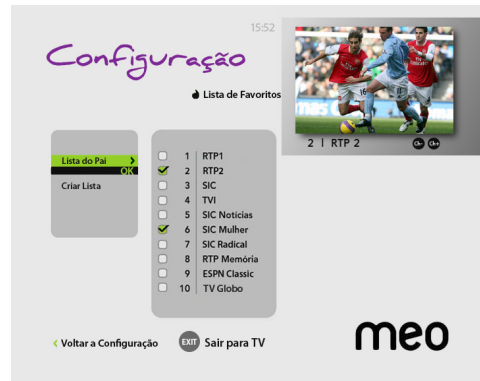 15:52
Configuração
Lista de Favoritos
2 | RTP 2
Ch- Ch+
Lista do Pai >
OK
Criar Lista
1 RTP1
2 RTP2
3 SIC
4 TVI
5 SIC Notícias
6 SIC Mulher
7 SIC Radical
8 RTP Memória
9 ESPN Classic
10 TV Globo
< Voltar a Configuração
EXIT Sair para TV
meo